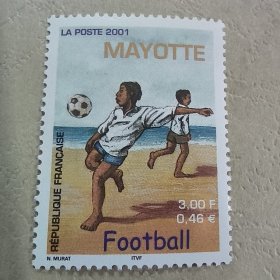 LA POSTE 2001
MAYOTTE
RÉPUBLIQUE FRANÇAISE
3,00 F
0,46 €
Football
N. MURAT
ITVF